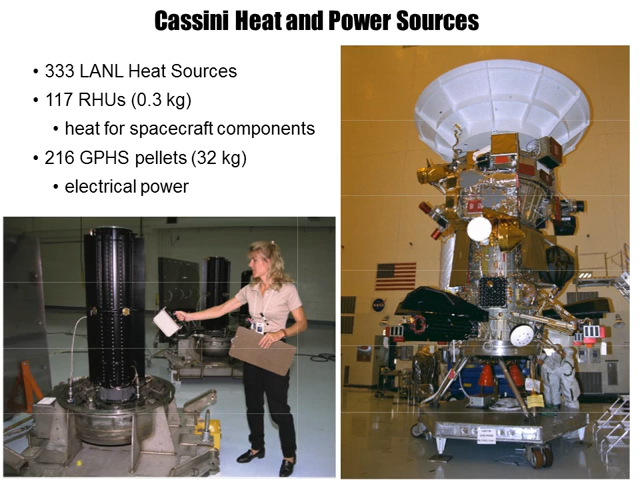 Cassini Heat and Power Sources
• 333 LANL Heat Sources
• 117 RHUs (0.3 kg)
• heat for spacecraft components
• 216 GPHS pellets (32 kg)
• electrical power